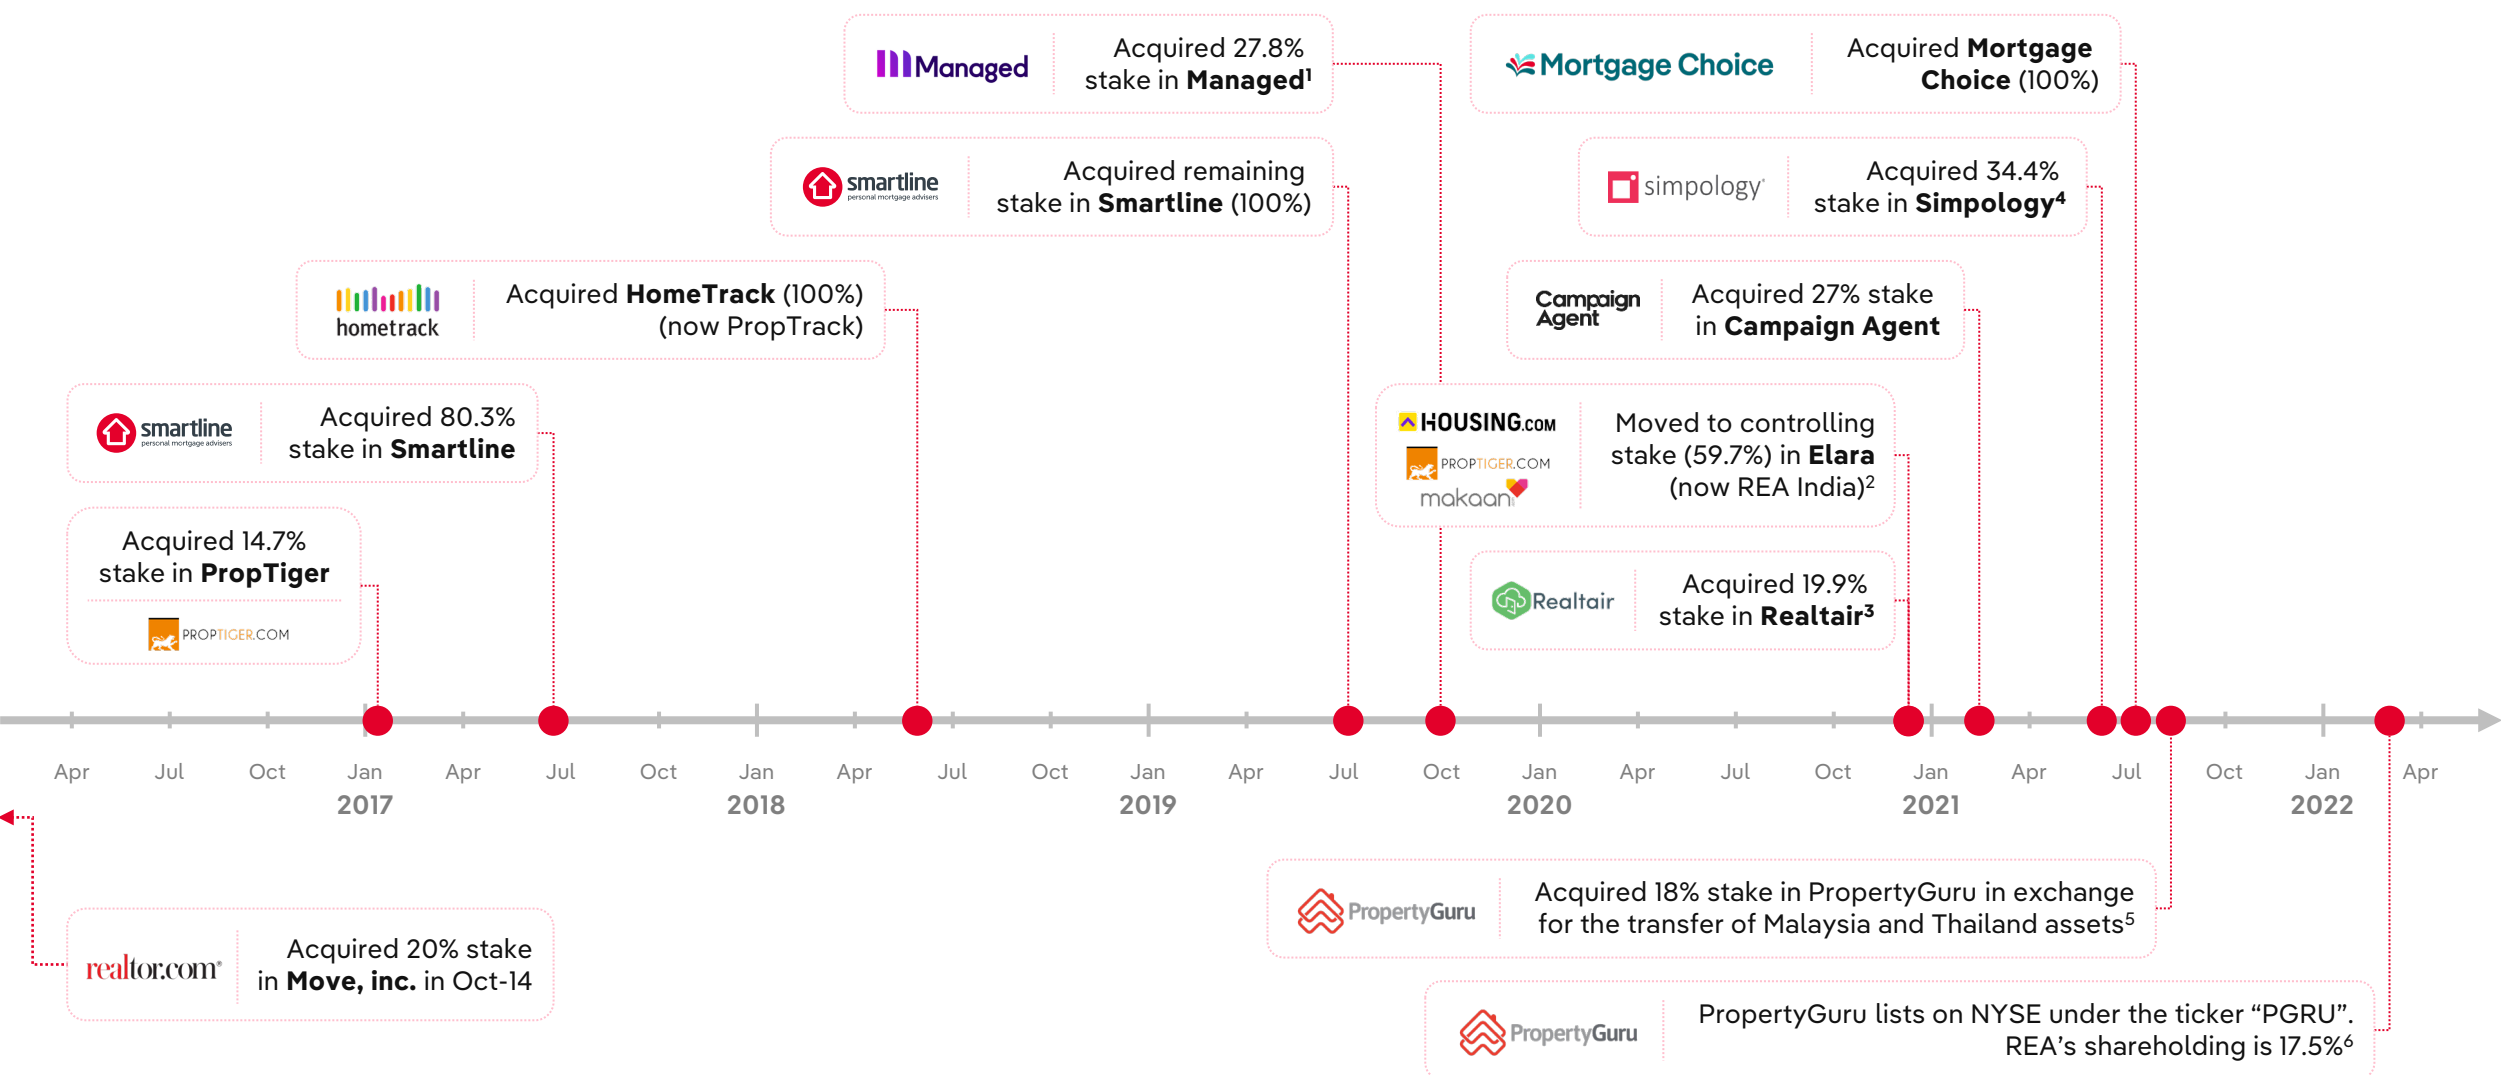 Managed
Acquired 27.8%
stake in Managed¹
Mortgage Choice
Acquired Mortgage
Choice (100%)
smartline
personal mortgage advisers
Acquired remaining
stake in Smartline (100%)
simpology
Acquired 34.4%
stake in Simpology⁴
hometrack
Acquired HomeTrack (100%)
(now PropTrack)
Campaign
Agent
Acquired 27% stake
in Campaign Agent
smartline
personal mortgage advisers
Acquired 80.3%
stake in Smartline
HOUSING.COM
PROPTIGER.COM
makaan
Moved to controlling
stake (59.7%) in Elara
(now REA India)²
Acquired 14.7%
stake in PropTiger
PROPTIGER.COM
Realtair
Acquired 19.9%
stake in Realtair³
Apr Jul Oct Jan Apr Jul Oct Jan Apr Jul Oct Jan Apr Jul Oct Jan Apr Jul Oct Jan Apr Jul Oct Jan Apr
2017 2018 2019 2020 2021 2022
realtor.com®
Acquired 20% stake
in Move, inc. in Oct-14
PropertyGuru
Acquired 18% stake in PropertyGuru in exchange
for the transfer of Malaysia and Thailand assets⁵
PropertyGuru
PropertyGuru lists on NYSE under the ticker “PGRU”.
REA’s shareholding is 17.5%⁶